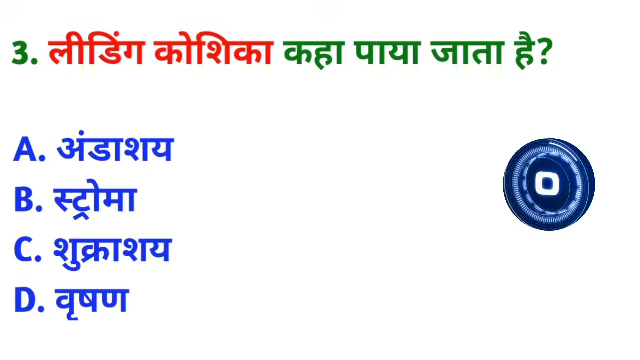 3. लीडिंग कोशिका कहा पाया जाता है?
A. अंडाशय
B. स्ट्रोमा
C. शुक्राशय
D. वृषण